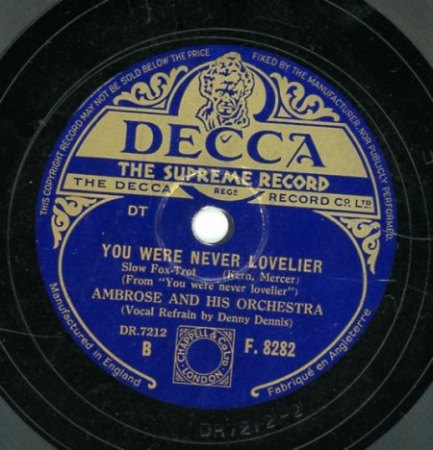 THIS COPYRIGHT RECORD MAY NOT BE SOLD BELOW THE PRICE FIXED BY THE MANUFACTURER, NOR PUBLICLY PERFORMED.
DECCA
THE SUPREME RECORD
THE DECCA REGD RECORD CO. LTD
DT
YOU WERE NEVER LOVELIER
Slow Fox-Trot (Kern, Mercer)
(From "You were never lovelier")
AMBROSE AND HIS ORCHESTRA
(Vocal Refrain by Denny Dennis)
DR.7212
B F. 8282
CHAPPELL & Co Ltd
LONDON
Manufactured in England
Fabriqué en Angleterre
DR7212-2